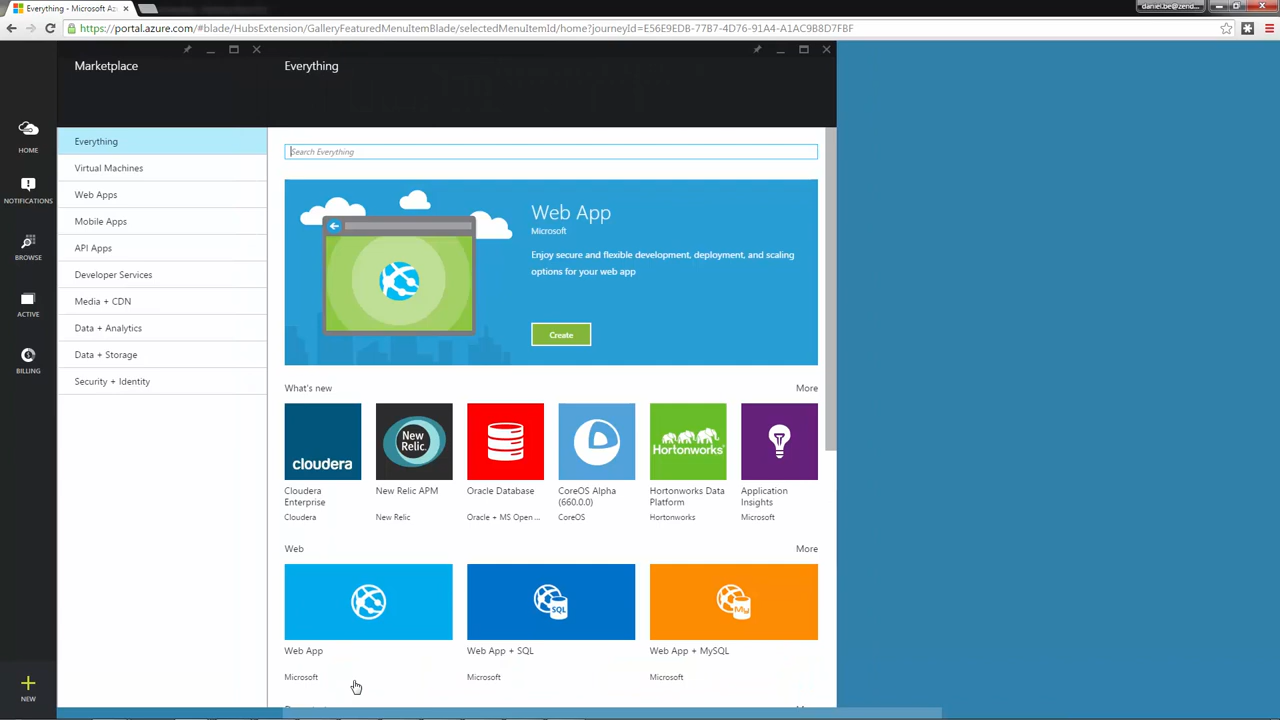 Everything - Microsoft Az
daniel.be@zend
https://portal.azure.com/#blade/HubsExtension/GalleryFeaturedMenuItemBlade/selectedMenuItemId/home?journeyId=E56E9EDB-77B7-4D76-91A4-A1AC9B8D7FBF
Marketplace
Everything
HOME
NOTIFICATIONS
BROWSE
ACTIVE
BILLING
NEW
Everything
Virtual Machines
Web Apps
Mobile Apps
API Apps
Developer Services
Media + CDN
Data + Analytics
Data + Storage
Security + Identity
Search Everything
Web App
Microsoft
Enjoy secure and flexible development, deployment, and scaling
options for your web app
Create
What's new
More
cloudera
New
Relic
Hortonworks
Cloudera
Enterprise
Cloudera
New Relic APM
New Relic
Oracle Database
Oracle + MS Open ...
CoreOS Alpha
(660.0.0)
CoreOS
Hortonworks Data
Platform
Hortonworks
Application
Insights
Microsoft
Web
More
SQL
My
Web App
Microsoft
Web App + SQL
Microsoft
Web App + MySQL
Microsoft